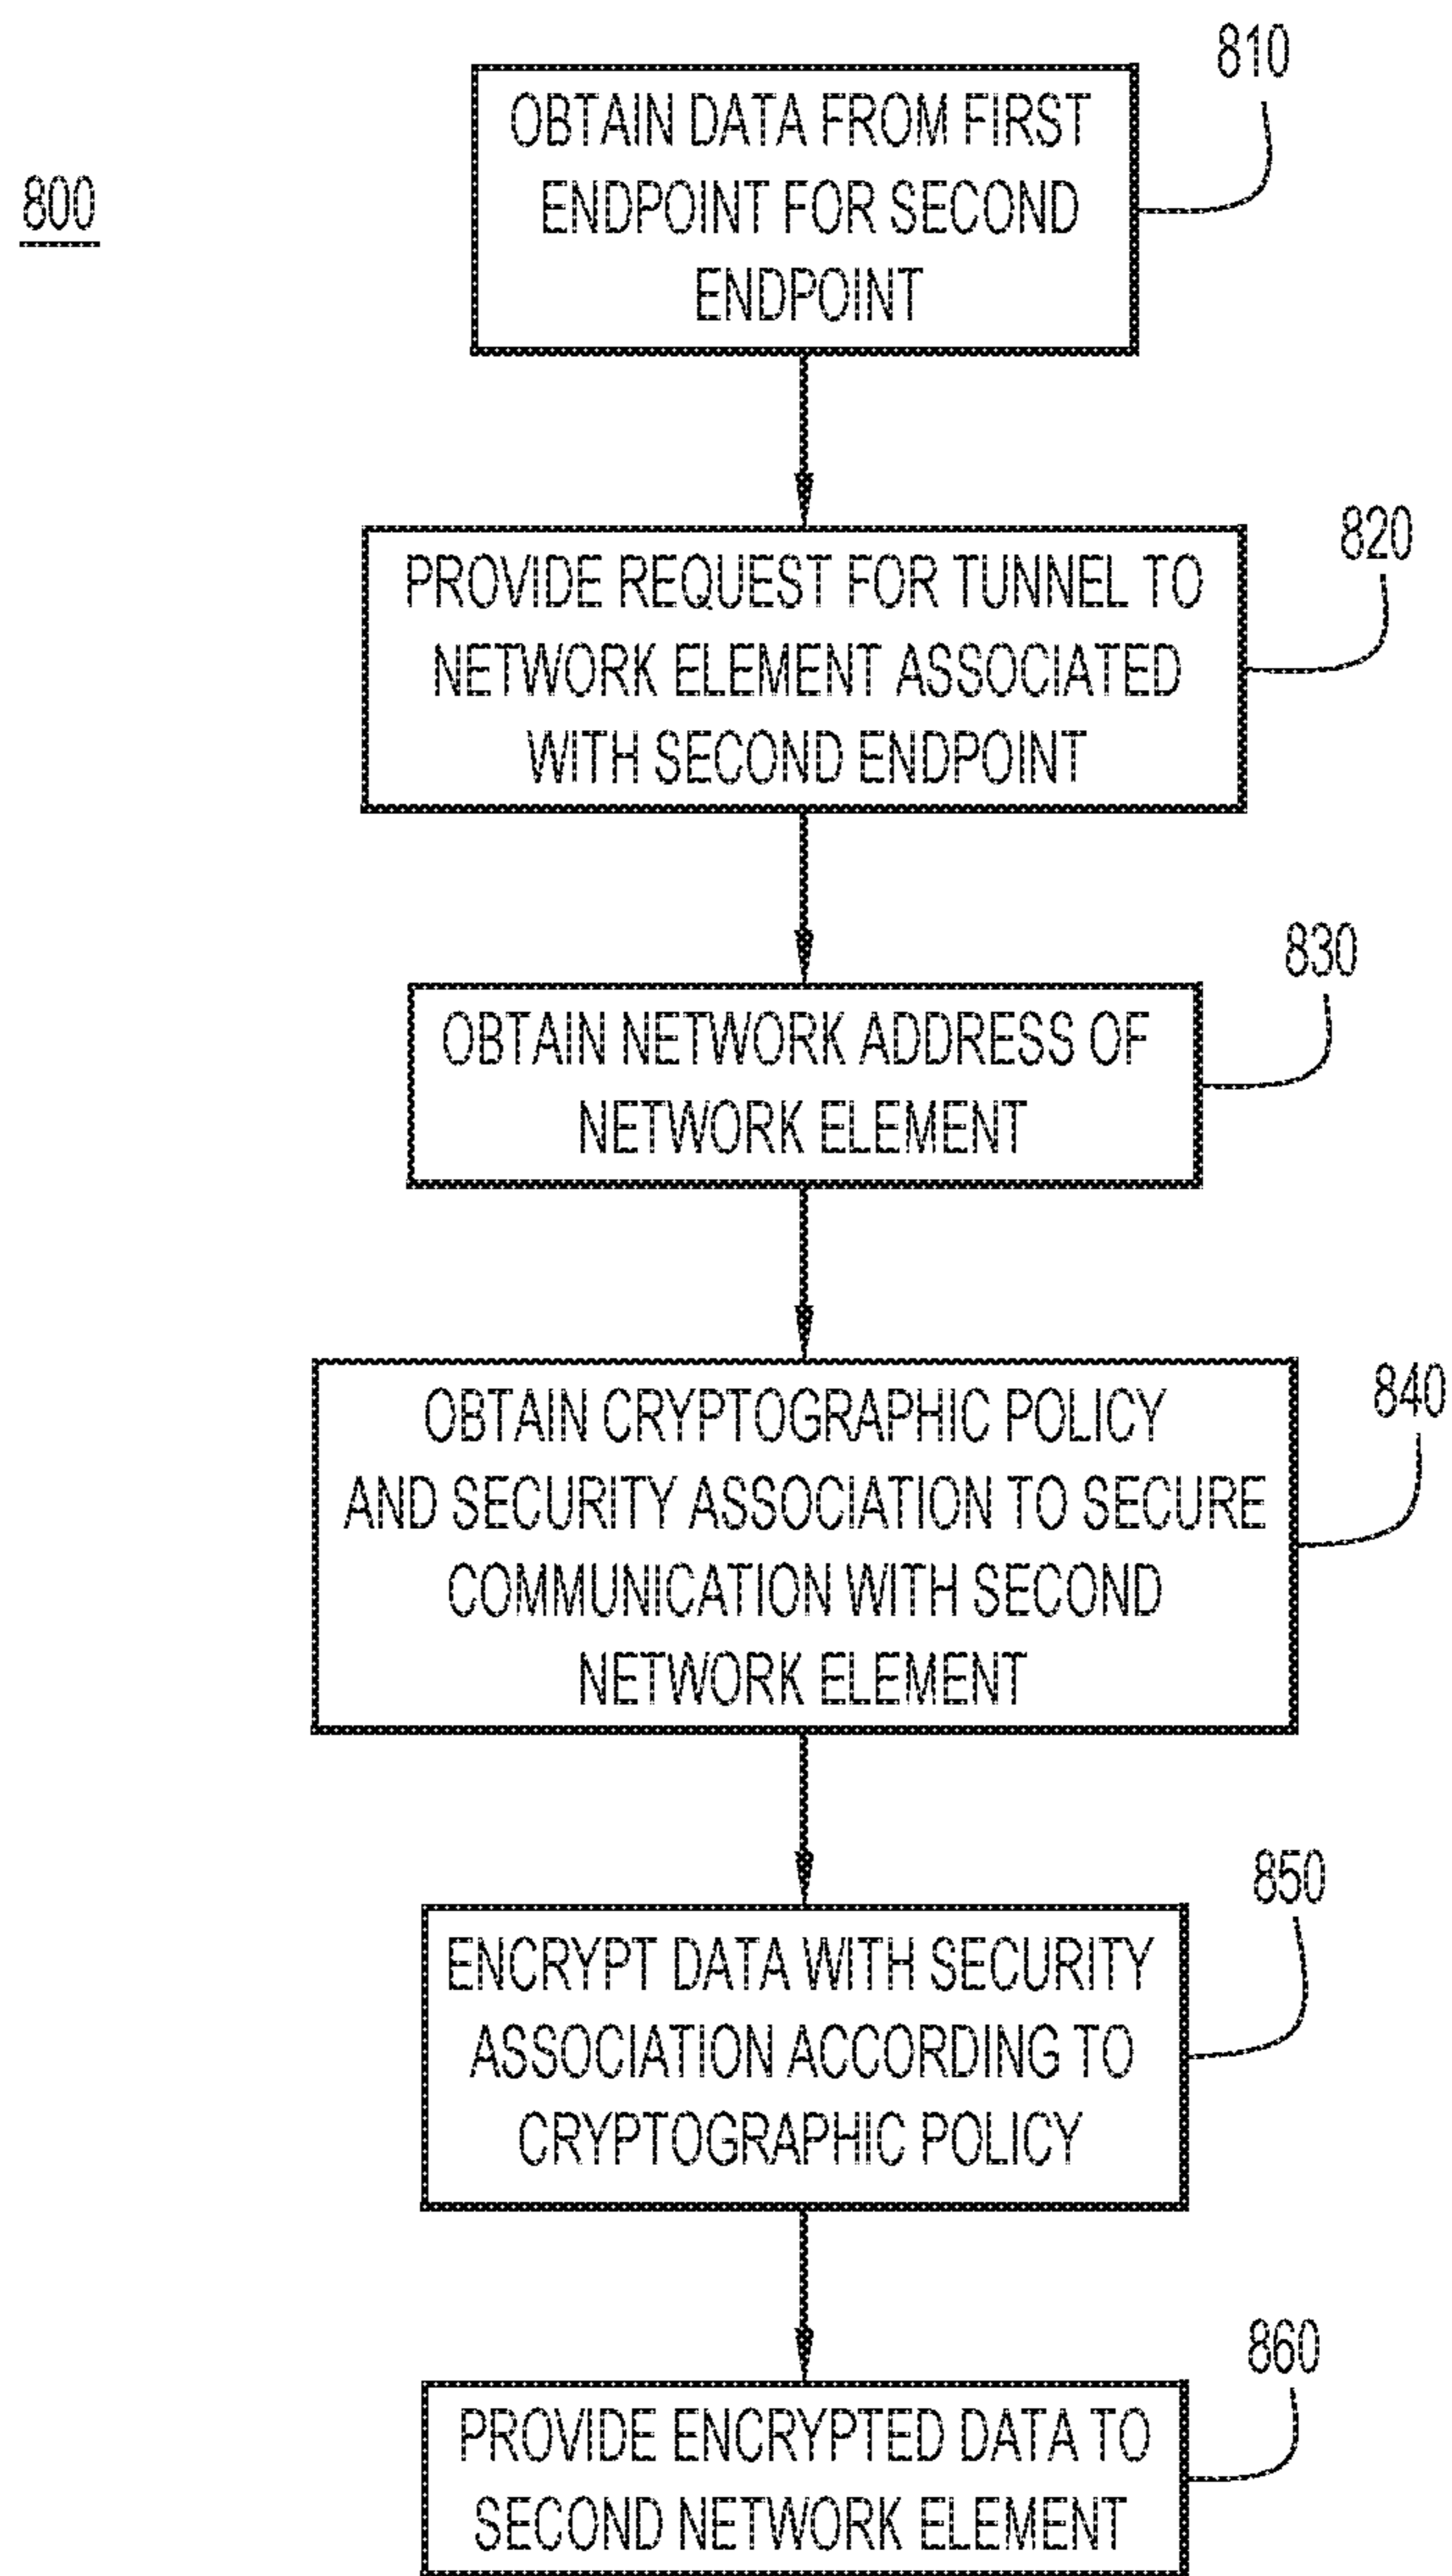 800
810
OBTAIN DATA FROM FIRST
ENDPOINT FOR SECOND
ENDPOINT
820
PROVIDE REQUEST FOR TUNNEL TO
NETWORK ELEMENT ASSOCIATED
WITH SECOND ENDPOINT
830
OBTAIN NETWORK ADDRESS OF
NETWORK ELEMENT
840
OBTAIN CRYPTOGRAPHIC POLICY
AND SECURITY ASSOCIATION TO SECURE
COMMUNICATION WITH SECOND
NETWORK ELEMENT
850
ENCRYPT DATA WITH SECURITY
ASSOCIATION ACCORDING TO
CRYPTOGRAPHIC POLICY
860
PROVIDE ENCRYPTED DATA TO
SECOND NETWORK ELEMENT